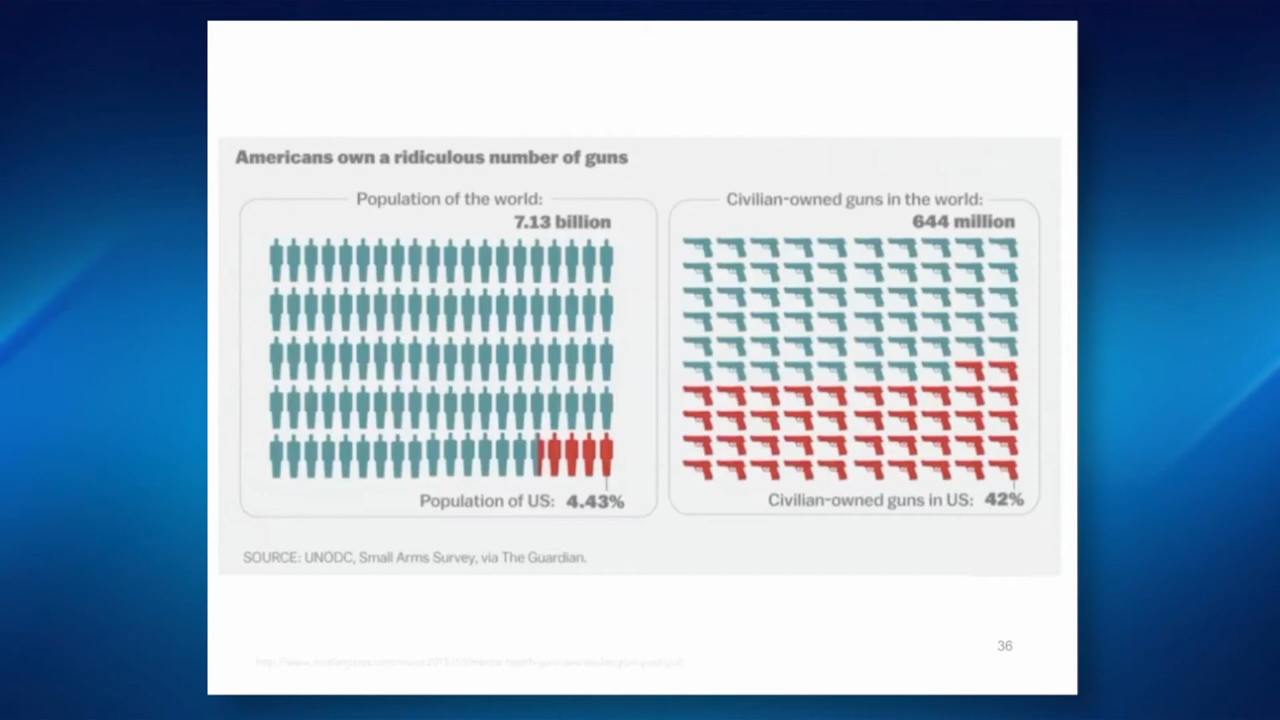 Americans own a ridiculous number of guns
Population of the world:
7.13 billion
Population of US: 4.43%
Civilian-owned guns in the world:
644 million
Civilian-owned guns in US: 42%
SOURCE: UNODC, Small Arms Survey, via The Guardian.
36